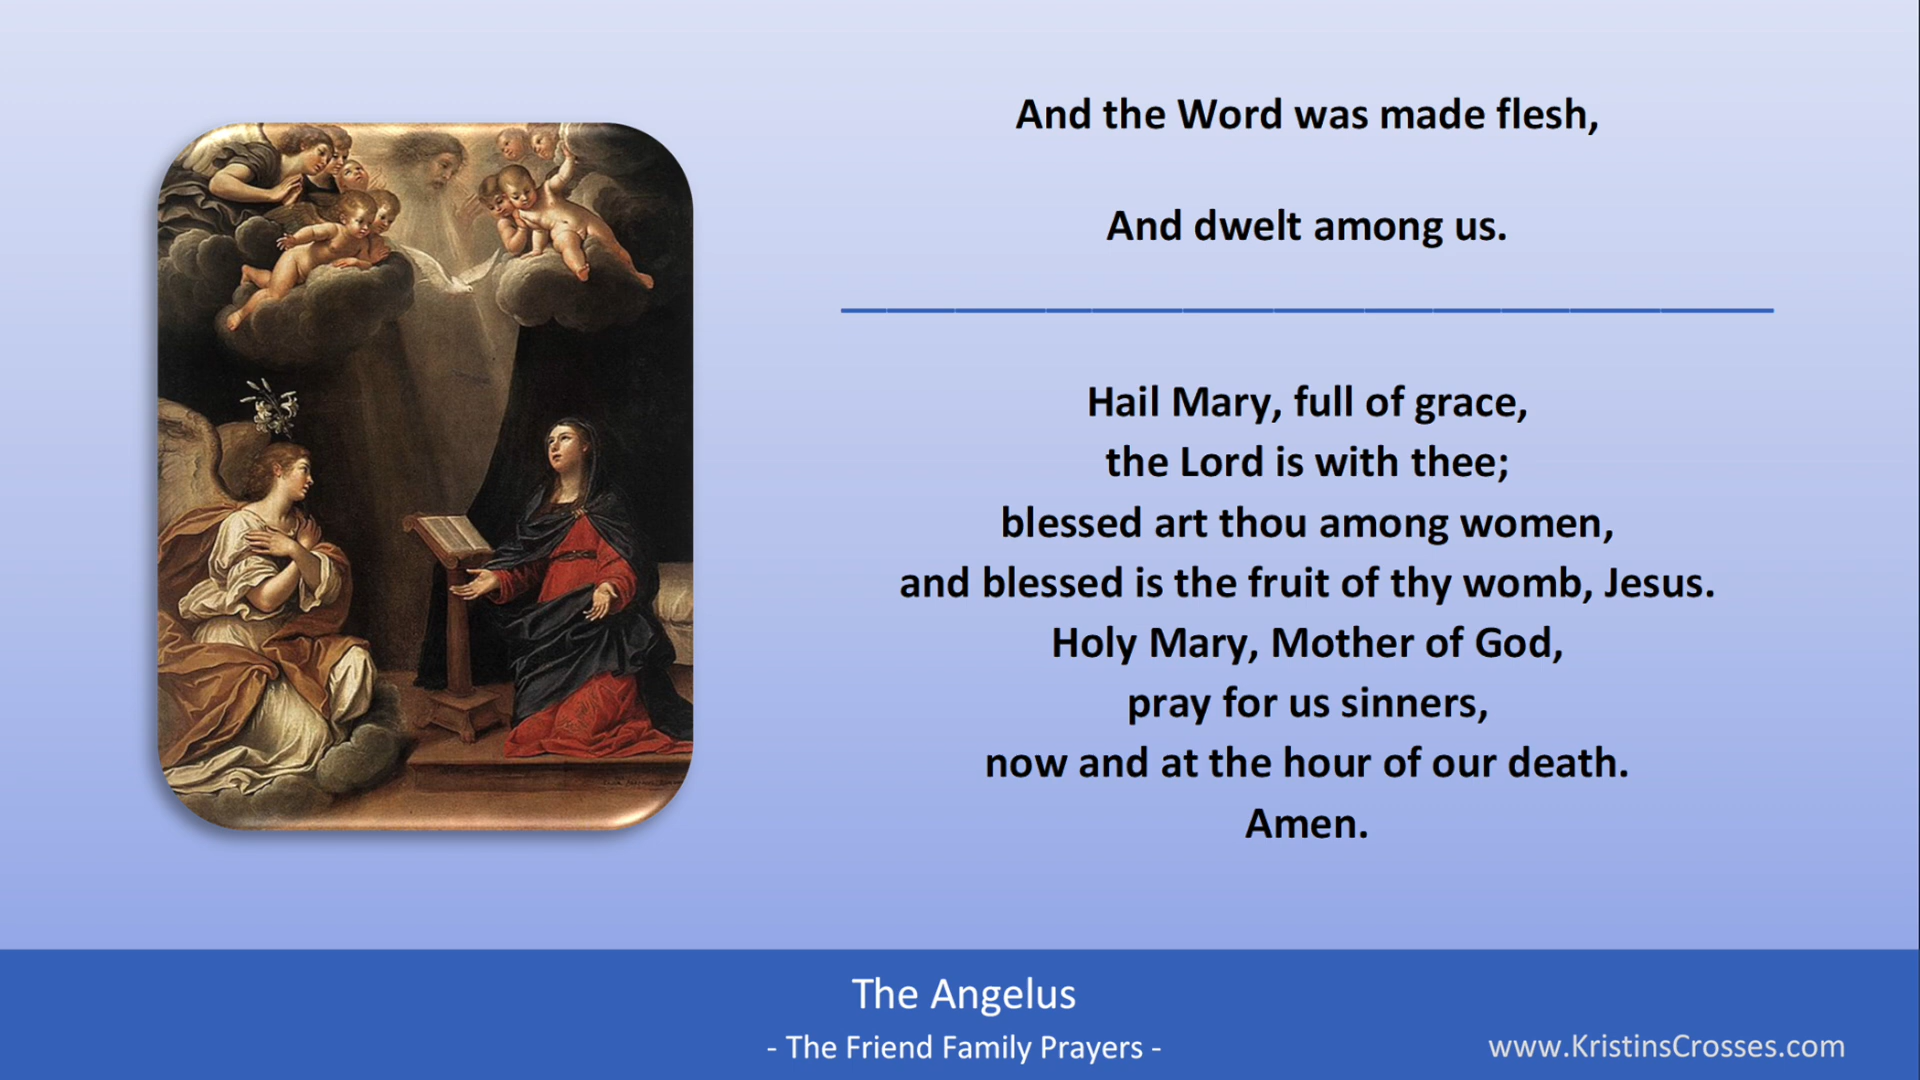 And the Word was made flesh,
And dwelt among us.
Hail Mary, full of grace,
the Lord is with thee;
blessed art thou among women,
and blessed is the fruit of thy womb, Jesus.
Holy Mary, Mother of God,
pray for us sinners,
now and at the hour of our death.
Amen.
The Angelus
- The Friend Family Prayers -
www.KristinsCrosses.com